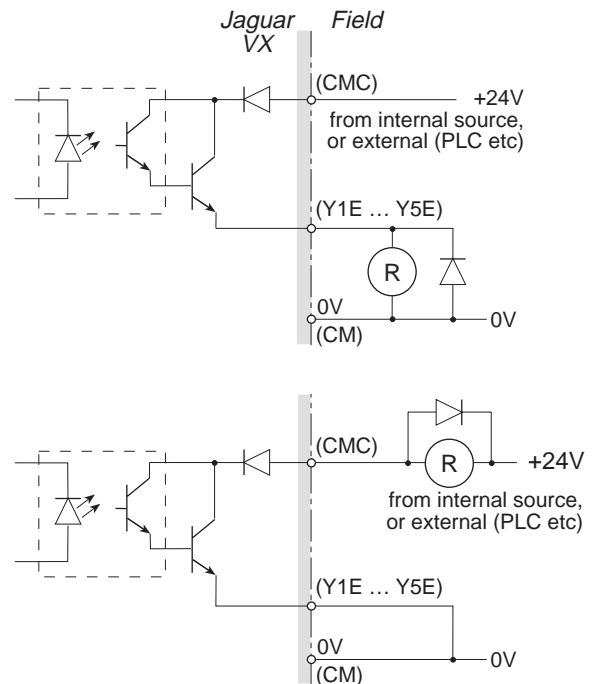 Jaguar Field
VX
(CMC)
+24V
from internal source,
or external (PLC etc)
(Y1E … Y5E)
R
0V
0V
(CM)
(CMC)
R
+24V
from internal source,
or external (PLC etc)
(Y1E … Y5E)
0V
0V
(CM)